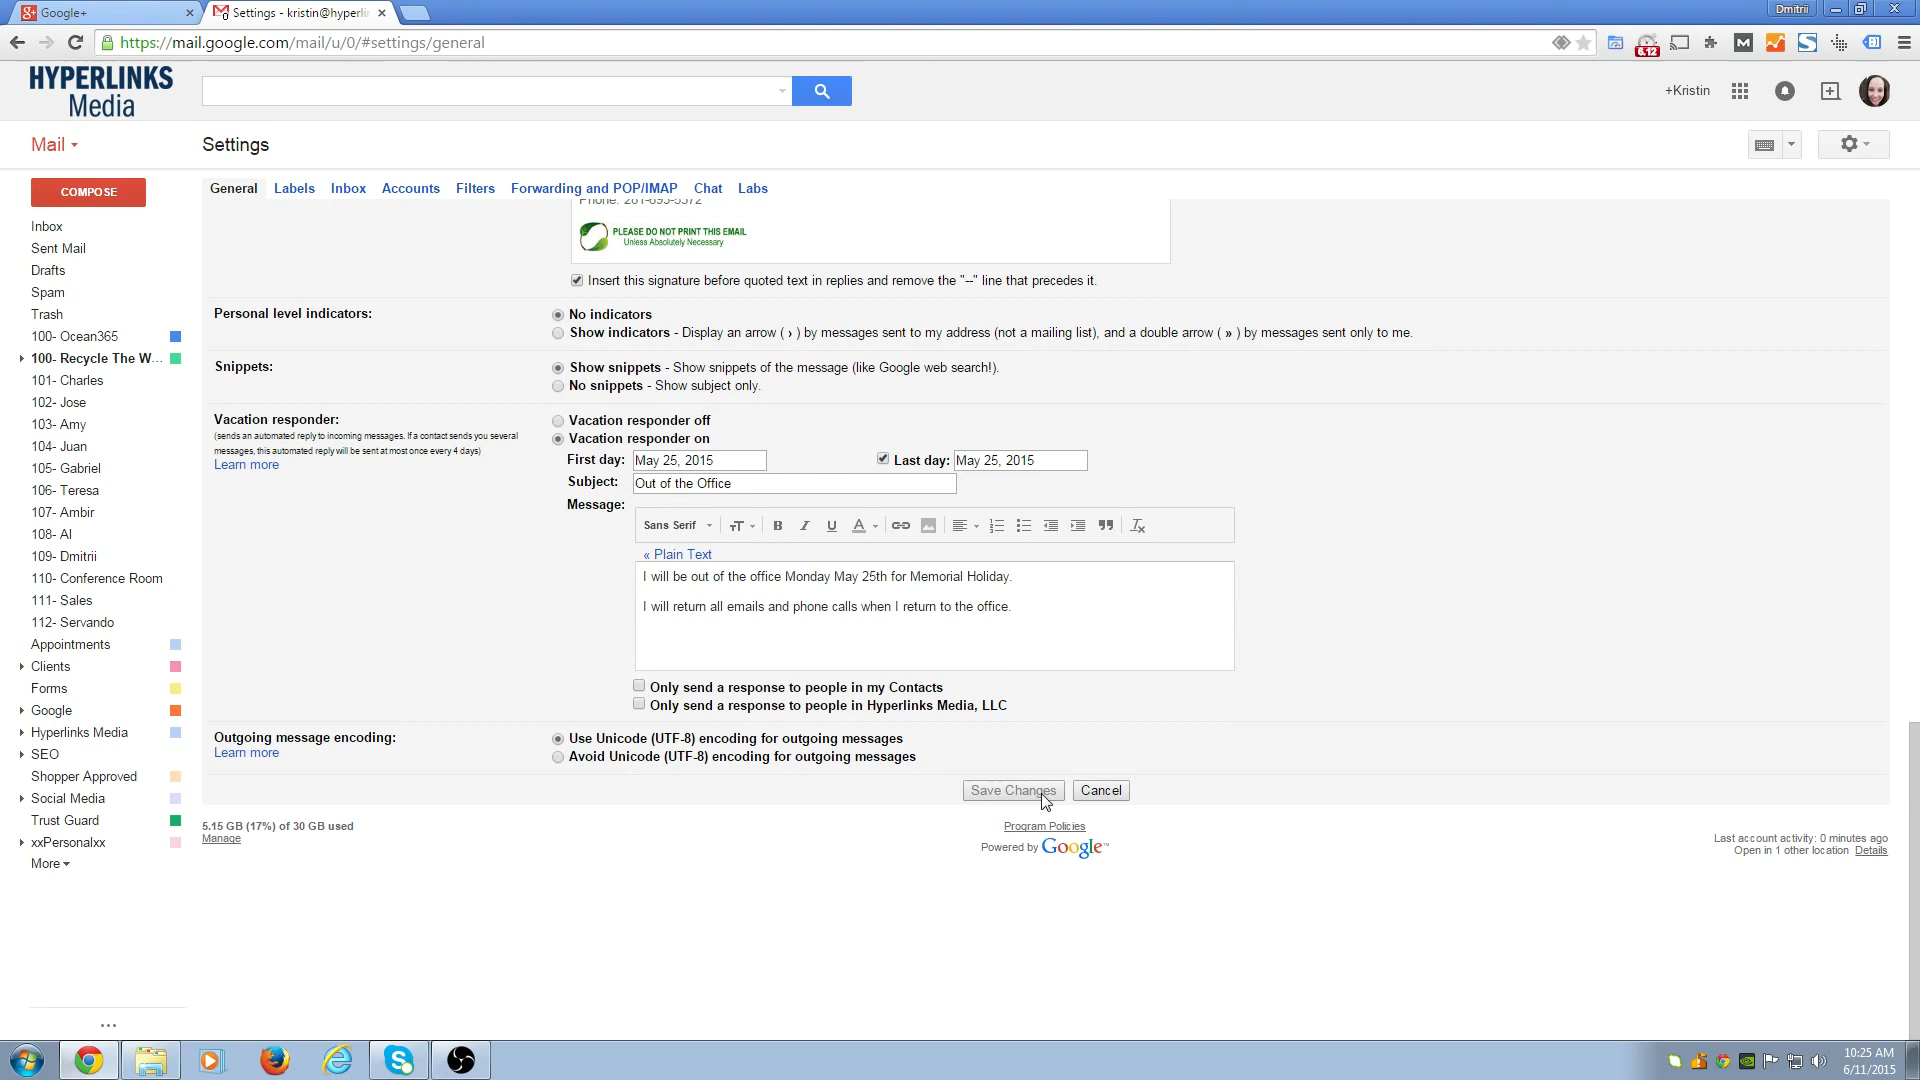 Google+
Settings - kristin@hyperli
Dmitrii
https://mail.google.com/mail/u/0/#settings/general
6.12
HYPERLINKS
Media
+Kristin
Mail
Settings
General Labels Inbox Accounts Filters Forwarding and POP/IMAP Chat Labs
COMPOSE
Inbox
Sent Mail
Drafts
Spam
Trash
100- Ocean365
100- Recycle The W...
101- Charles
102- Jose
103- Amy
104- Juan
105- Gabriel
106- Teresa
107- Ambir
108- Al
109- Dmitrii
110- Conference Room
111- Sales
112- Servando
Appointments
Clients
Forms
Google
Hyperlinks Media
SEO
Shopper Approved
Social Media
Trust Guard
xxPersonalxx
More
Phone: 281-693-5372
PLEASE DO NOT PRINT THIS EMAIL
Unless Absolutely Necessary
Insert this signature before quoted text in replies and remove the "--" line that precedes it.
Personal level indicators:
No indicators
Show indicators - Display an arrow ( › ) by messages sent to my address (not a mailing list), and a double arrow ( » ) by messages sent only to me.
Snippets:
Show snippets - Show snippets of the message (like Google web search!).
No snippets - Show subject only.
Vacation responder:
(sends an automated reply to incoming messages. If a contact sends you several
messages, this automated reply will be sent at most once every 4 days)
Learn more
Vacation responder off
Vacation responder on
First day: May 25, 2015 Last day: May 25, 2015
Subject: Out of the Office
Message:
Sans Serif
« Plain Text
I will be out of the office Monday May 25th for Memorial Holiday.
I will return all emails and phone calls when I return to the office.
Only send a response to people in my Contacts
Only send a response to people in Hyperlinks Media, LLC
Outgoing message encoding:
Learn more
Use Unicode (UTF-8) encoding for outgoing messages
Avoid Unicode (UTF-8) encoding for outgoing messages
Save Changes Cancel
5.15 GB (17%) of 30 GB used
Manage
Program Policies
Powered by Google™
Last account activity: 0 minutes ago
Open in 1 other location Details
10:25 AM
6/11/2015